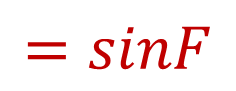 = sinF